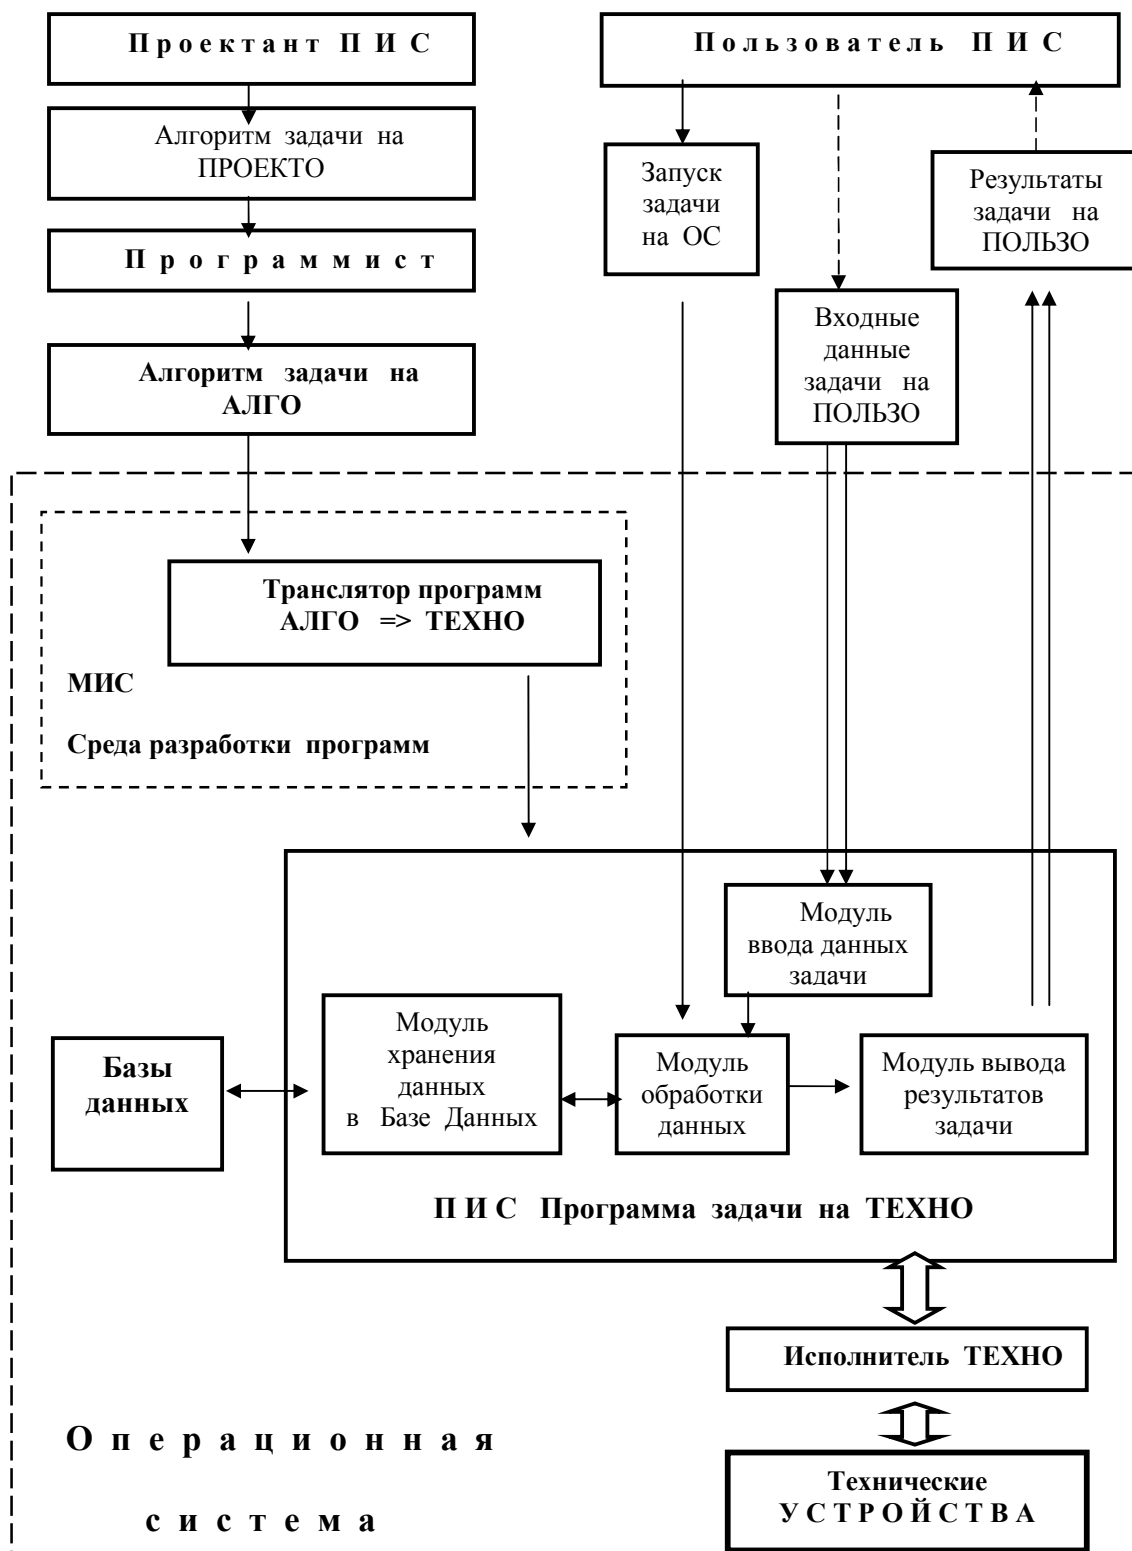 Проектант ПИС
Пользователь ПИС
Алгоритм задачи на
ПРОЕКТО
Запуск
задачи
на ОС
Результаты
задачи на
ПОЛЬЗО
Программист
Входные
данные
задачи на
ПОЛЬЗО
Алгоритм задачи на
АЛГО
Транслятор программ
АЛГО => ТЕХНО
МИС
Среда разработки программ
Модуль
ввода данных
задачи
Базы
данных
Модуль
хранения
данных
в Базе Данных
Модуль
обработки
данных
Модуль вывода
результатов
задачи
ПИС Программа задачи на ТЕХНО
Исполнитель ТЕХНО
Операционная
система
Технические
УСТРОЙСТВА